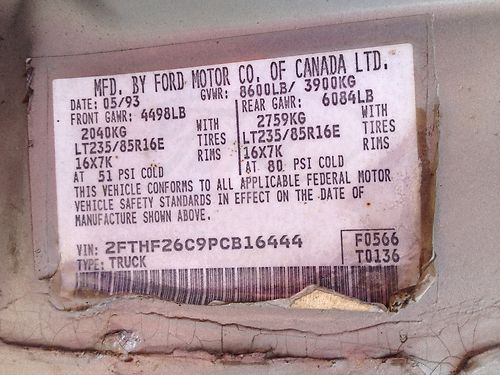 MFD. BY FORD MOTOR CO. OF CANADA LTD.
DATE: 05/93 GVWR: 8600LB/ 3900KG
FRONT GAWR: 4498LB REAR GAWR: 6084LB
2040KG WITH 2759KG WITH
LT235/85R16E TIRES LT235/85R16E TIRES
16X7K RIMS 16X7K RIMS
AT 51 PSI COLD AT 80 PSI COLD
THIS VEHICLE CONFORMS TO ALL APPLICABLE FEDERAL MOTOR
VEHICLE SAFETY STANDARDS IN EFFECT ON THE DATE OF
MANUFACTURE SHOWN ABOVE.
VIN: 2FTHF26C9PCB16444 F0566
TYPE: TRUCK T0136